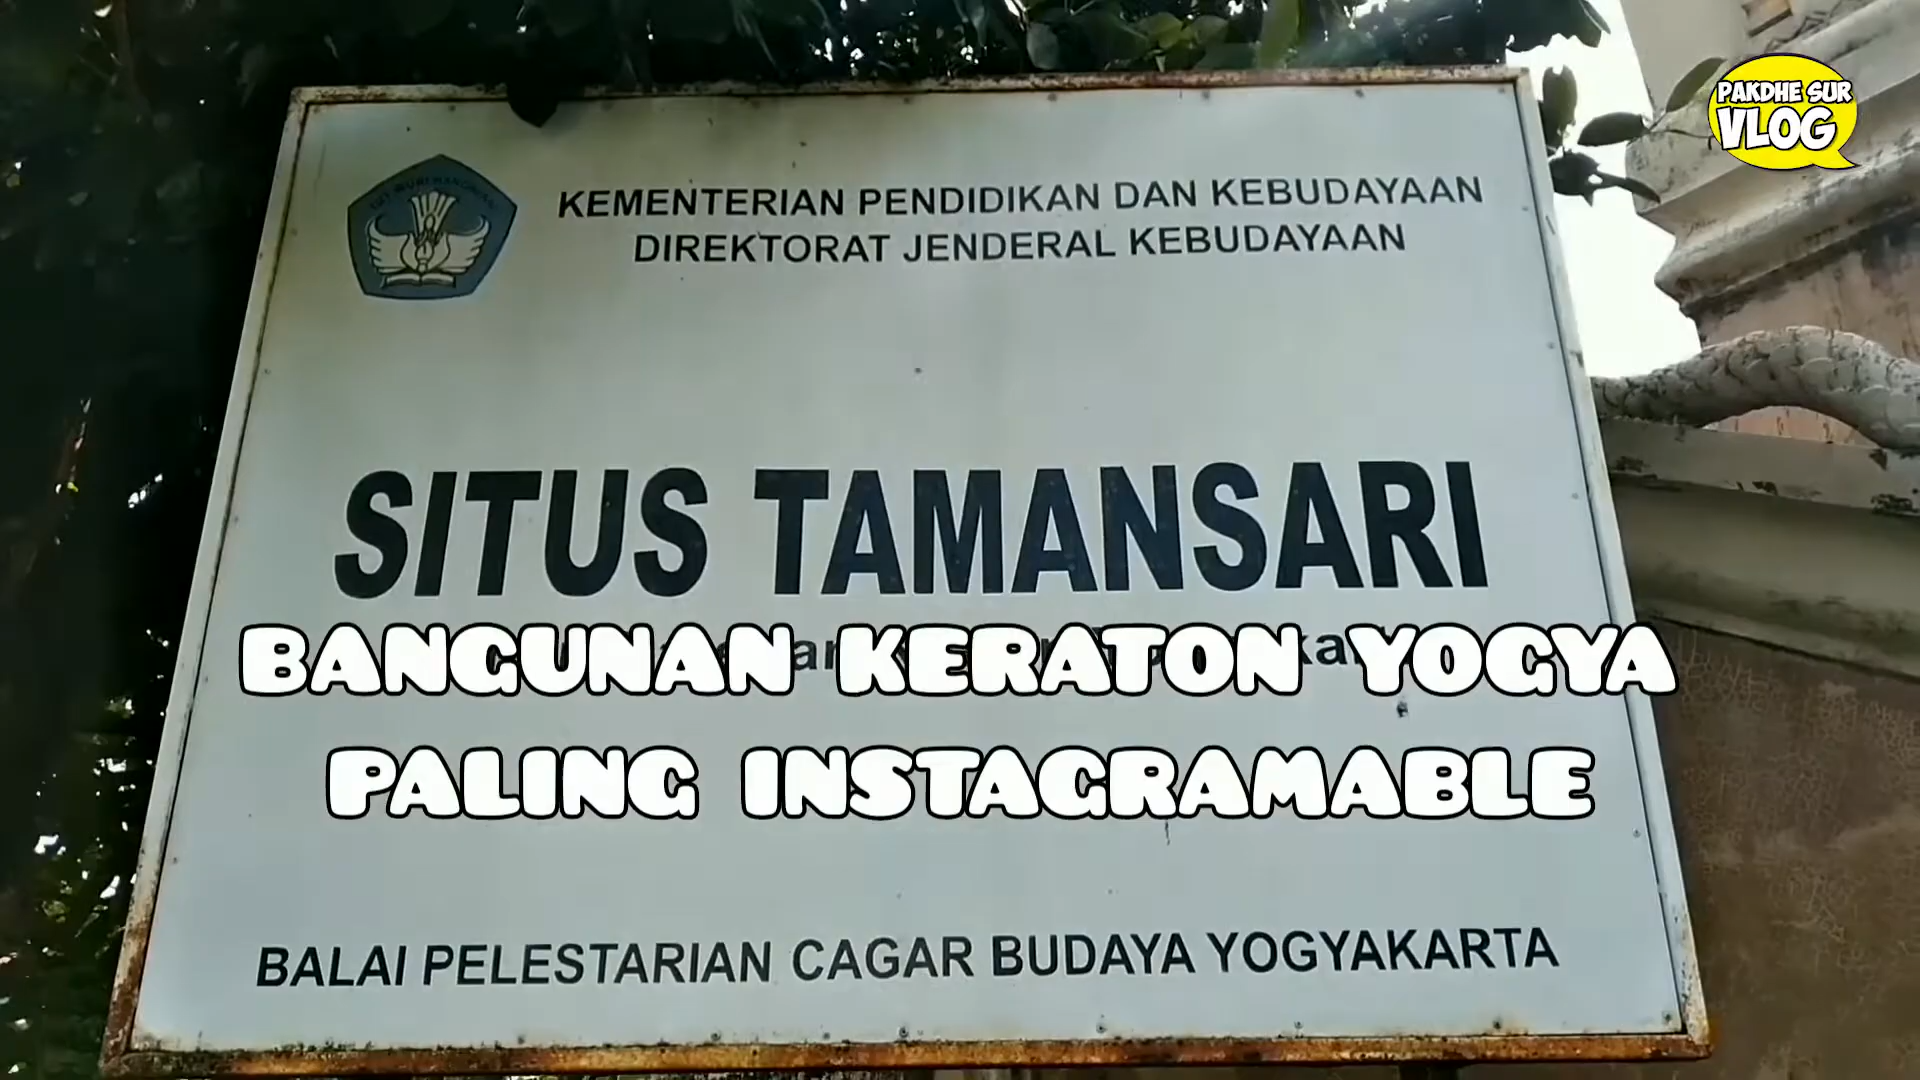 PAKDHE SUR
VLOG
KEMENTERIAN PENDIDIKAN DAN KEBUDAYAAN
DIREKTORAT JENDERAL KEBUDAYAAN
SITUS TAMANSARI
BANGUNAN KERATON YOGYA
PALING INSTAGRAMABLE
BALAI PELESTARIAN CAGAR BUDAYA YOGYAKARTA